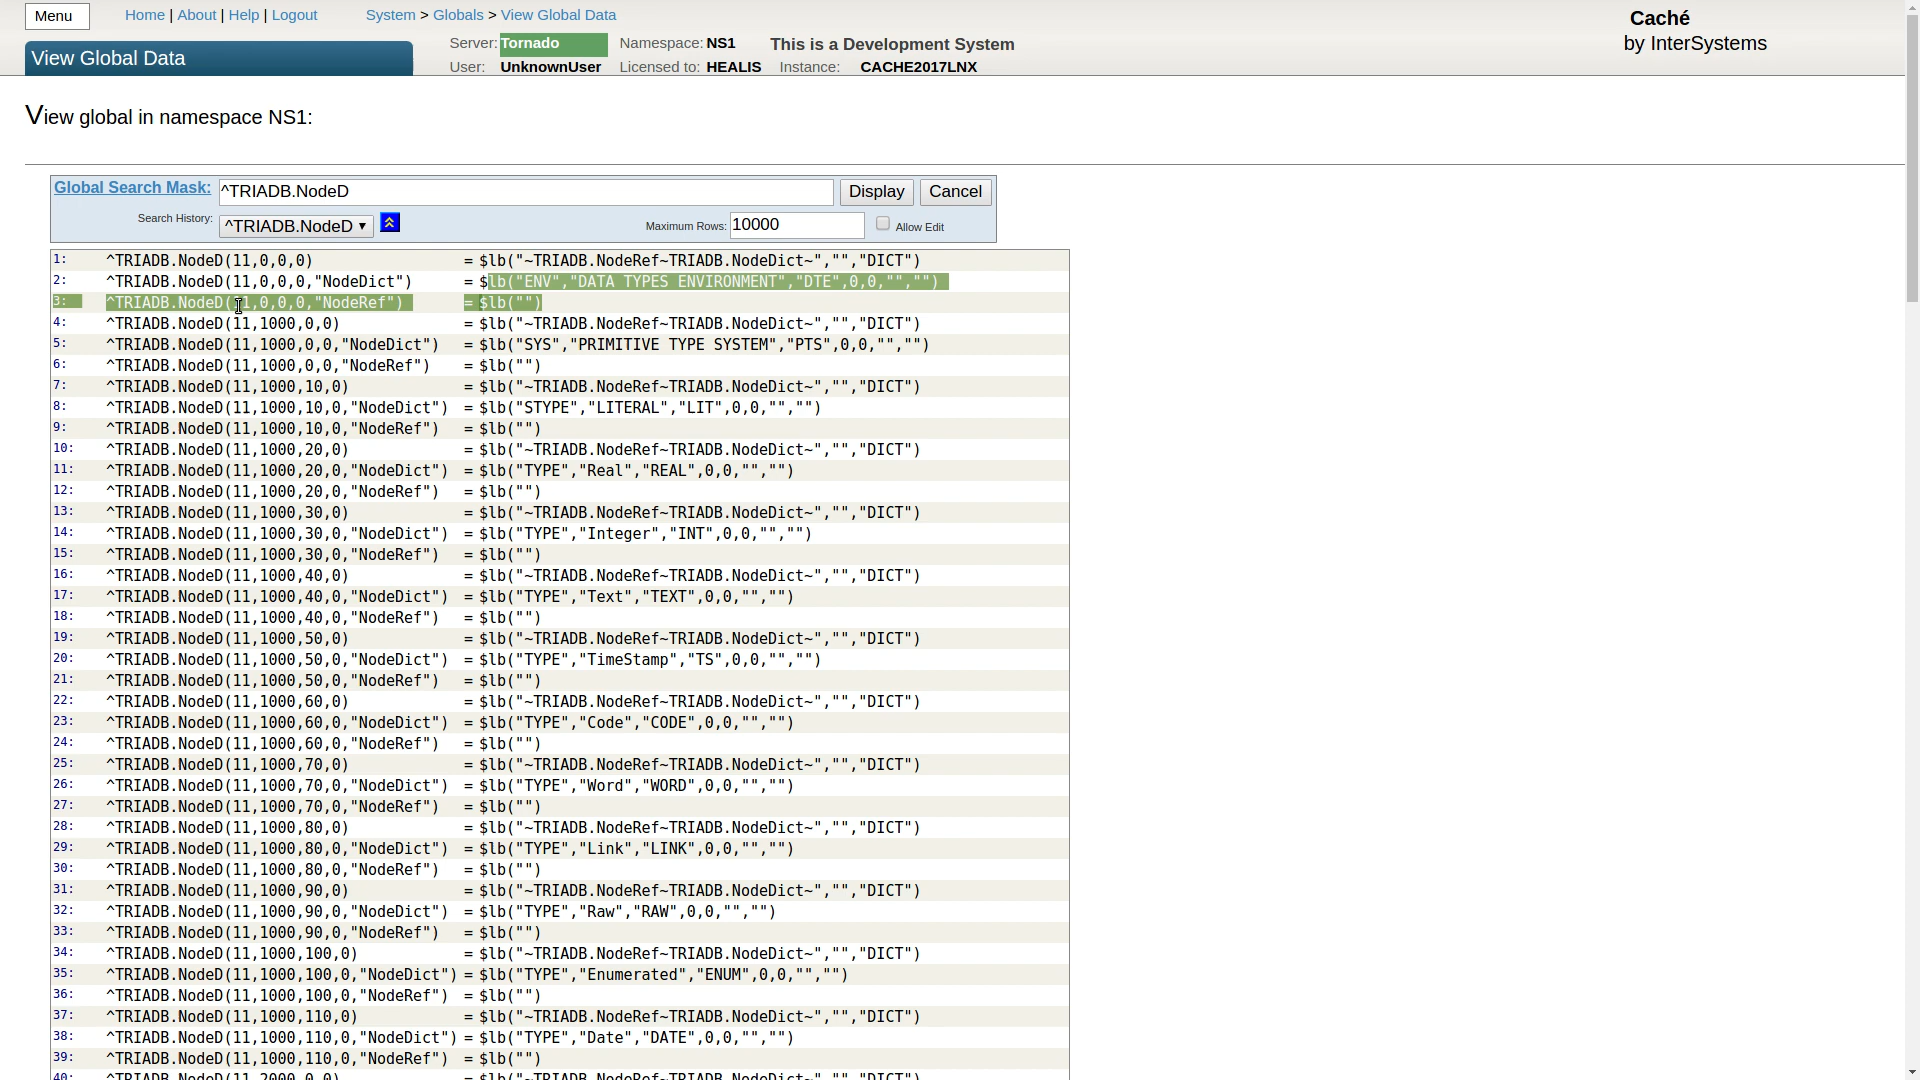 Menu
Home | About | Help | Logout
System > Globals > View Global Data
Caché
by InterSystems
View Global Data
Server: Tornado
Namespace: NS1
This is a Development System
User: UnknownUser
Licensed to: HEALIS
Instance: CACHE2017LNX
View global in namespace NS1:
Global Search Mask: ^TRIADB.NodeD Display Cancel
Search History: ^TRIADB.NodeD Maximum Rows: 10000 Allow Edit
1: ^TRIADB.NodeD(11,0,0,0) = $lb("~TRIADB.NodeRef~TRIADB.NodeDict~","","DICT")
2: ^TRIADB.NodeD(11,0,0,0,"NodeDict") = $lb("ENV","DATA TYPES ENVIRONMENT","DTE",0,0,"","")
3: ^TRIADB.NodeD(11,0,0,0,"NodeRef") = $lb("")
4: ^TRIADB.NodeD(11,1000,0,0) = $lb("~TRIADB.NodeRef~TRIADB.NodeDict~","","DICT")
5: ^TRIADB.NodeD(11,1000,0,0,"NodeDict") = $lb("SYS","PRIMITIVE TYPE SYSTEM","PTS",0,0,"","")
6: ^TRIADB.NodeD(11,1000,0,0,"NodeRef") = $lb("")
7: ^TRIADB.NodeD(11,1000,10,0) = $lb("~TRIADB.NodeRef~TRIADB.NodeDict~","","DICT")
8: ^TRIADB.NodeD(11,1000,10,0,"NodeDict") = $lb("STYPE","LITERAL","LIT",0,0,"","")
9: ^TRIADB.NodeD(11,1000,10,0,"NodeRef") = $lb("")
10: ^TRIADB.NodeD(11,1000,20,0) = $lb("~TRIADB.NodeRef~TRIADB.NodeDict~","","DICT")
11: ^TRIADB.NodeD(11,1000,20,0,"NodeDict") = $lb("TYPE","Real","REAL",0,0,"","")
12: ^TRIADB.NodeD(11,1000,20,0,"NodeRef") = $lb("")
13: ^TRIADB.NodeD(11,1000,30,0) = $lb("~TRIADB.NodeRef~TRIADB.NodeDict~","","DICT")
14: ^TRIADB.NodeD(11,1000,30,0,"NodeDict") = $lb("TYPE","Integer","INT",0,0,"","")
15: ^TRIADB.NodeD(11,1000,30,0,"NodeRef") = $lb("")
16: ^TRIADB.NodeD(11,1000,40,0) = $lb("~TRIADB.NodeRef~TRIADB.NodeDict~","","DICT")
17: ^TRIADB.NodeD(11,1000,40,0,"NodeDict") = $lb("TYPE","Text","TEXT",0,0,"","")
18: ^TRIADB.NodeD(11,1000,40,0,"NodeRef") = $lb("")
19: ^TRIADB.NodeD(11,1000,50,0) = $lb("~TRIADB.NodeRef~TRIADB.NodeDict~","","DICT")
20: ^TRIADB.NodeD(11,1000,50,0,"NodeDict") = $lb("TYPE","TimeStamp","TS",0,0,"","")
21: ^TRIADB.NodeD(11,1000,50,0,"NodeRef") = $lb("")
22: ^TRIADB.NodeD(11,1000,60,0) = $lb("~TRIADB.NodeRef~TRIADB.NodeDict~","","DICT")
23: ^TRIADB.NodeD(11,1000,60,0,"NodeDict") = $lb("TYPE","Code","CODE",0,0,"","")
24: ^TRIADB.NodeD(11,1000,60,0,"NodeRef") = $lb("")
25: ^TRIADB.NodeD(11,1000,70,0) = $lb("~TRIADB.NodeRef~TRIADB.NodeDict~","","DICT")
26: ^TRIADB.NodeD(11,1000,70,0,"NodeDict") = $lb("TYPE","Word","WORD",0,0,"","")
27: ^TRIADB.NodeD(11,1000,70,0,"NodeRef") = $lb("")
28: ^TRIADB.NodeD(11,1000,80,0) = $lb("~TRIADB.NodeRef~TRIADB.NodeDict~","","DICT")
29: ^TRIADB.NodeD(11,1000,80,0,"NodeDict") = $lb("TYPE","Link","LINK",0,0,"","")
30: ^TRIADB.NodeD(11,1000,80,0,"NodeRef") = $lb("")
31: ^TRIADB.NodeD(11,1000,90,0) = $lb("~TRIADB.NodeRef~TRIADB.NodeDict~","","DICT")
32: ^TRIADB.NodeD(11,1000,90,0,"NodeDict") = $lb("TYPE","Raw","RAW",0,0,"","")
33: ^TRIADB.NodeD(11,1000,90,0,"NodeRef") = $lb("")
34: ^TRIADB.NodeD(11,1000,100,0) = $lb("~TRIADB.NodeRef~TRIADB.NodeDict~","","DICT")
35: ^TRIADB.NodeD(11,1000,100,0,"NodeDict") = $lb("TYPE","Enumerated","ENUM",0,0,"","")
36: ^TRIADB.NodeD(11,1000,100,0,"NodeRef") = $lb("")
37: ^TRIADB.NodeD(11,1000,110,0) = $lb("~TRIADB.NodeRef~TRIADB.NodeDict~","","DICT")
38: ^TRIADB.NodeD(11,1000,110,0,"NodeDict") = $lb("TYPE","Date","DATE",0,0,"","")
39: ^TRIADB.NodeD(11,1000,110,0,"NodeRef") = $lb("")
40: ^TRIADB.NodeD(11,2000,0,0) = $lb("~TRIADB.NodeRef~TRIADB.NodeDict~","","DICT")